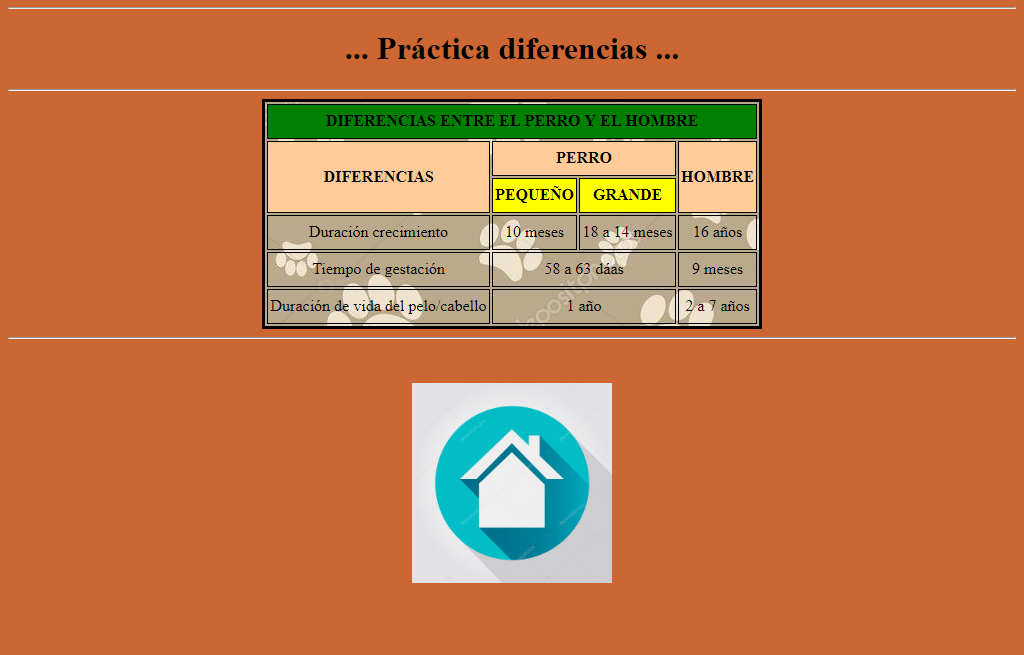 ... Práctica diferencias ...
DIFERENCIAS ENTRE EL PERRO Y EL HOMBRE
DIFERENCIAS PERRO HOMBRE
PEQUEÑO GRANDE
Duración crecimiento 10 meses 18 a 14 meses 16 años
Tiempo de gestación 58 a 63 dáas 9 meses
Duración de vida del pelo/cabello 1 año 2 a 7 años